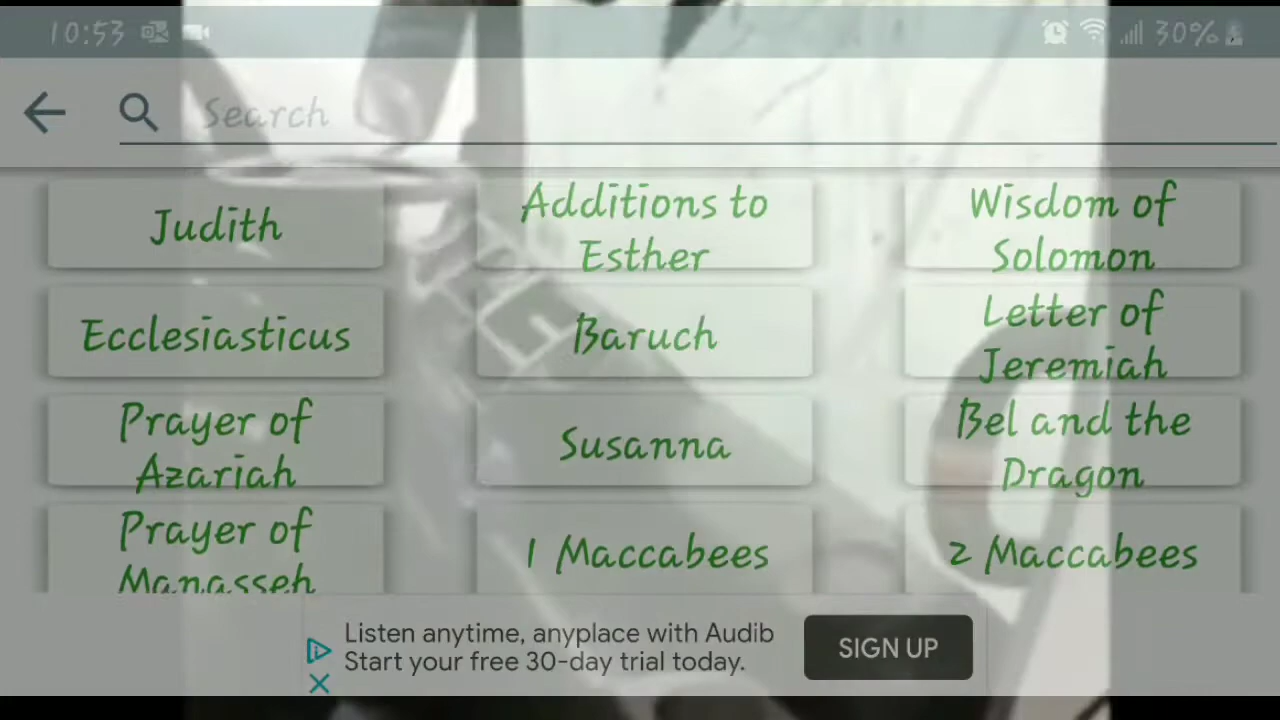 10:53 30%
Search
Judith
Additions to
Esther
Wisdom of
Solomon
Ecclesiasticus
Baruch
Letter of
Jeremiah
Prayer of
Azariah
Susanna
Bel and the
Dragon
Prayer of
Manasseh
1 Maccabees
2 Maccabees
Listen anytime, anyplace with Audib
Start your free 30-day trial today.
SIGN UP